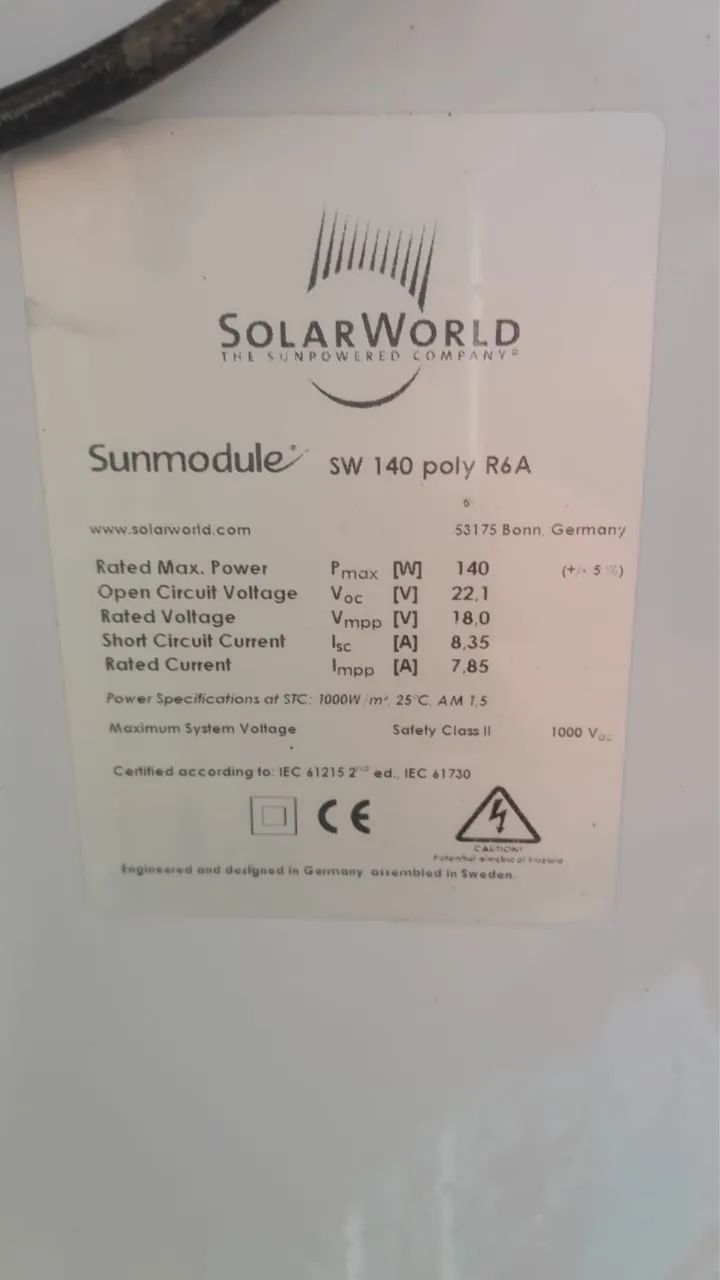 SOLARWORLD
THE SUNPOWERED COMPANY®
Sunmodule® SW 140 poly R6A
www.solarworld.com 53175 Bonn, Germany
Rated Max. Power Pmax [W] 140 (+/- 5 %)
Open Circuit Voltage Voc [V] 22,1
Rated Voltage Vmpp [V] 18,0
Short Circuit Current Isc [A] 8,35
Rated Current Impp [A] 7,85
Power Specifications at STC: 1000W/m², 25°C, AM 1,5
Maximum System Voltage Safety Class II 1000 VDC
Certified according to: IEC 61215 2nd ed., IEC 61730
CE
CAUTION!
Potential electrical hazard
Engineered and designed in Germany, assembled in Sweden.